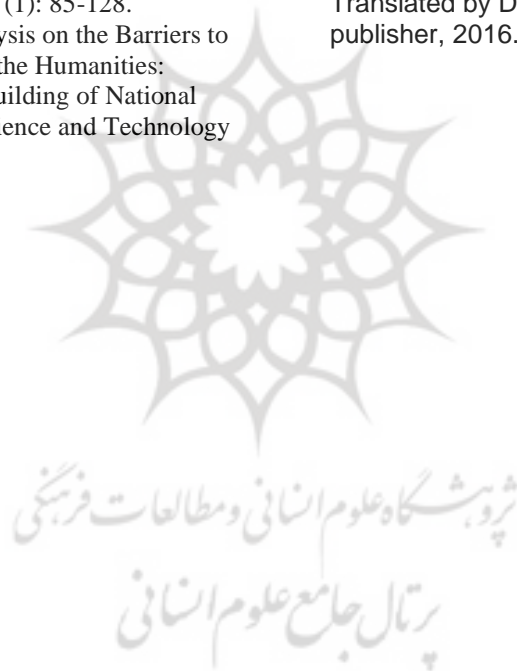 (1): 85-128.
ysis on the Barriers to
the Humanities:
uilding of National
ience and Technology
Translated by D
publisher, 2016.
پژوهشگاه علوم انسانی و مطالعات فرهنگی
پرتال جامع علوم انسانی